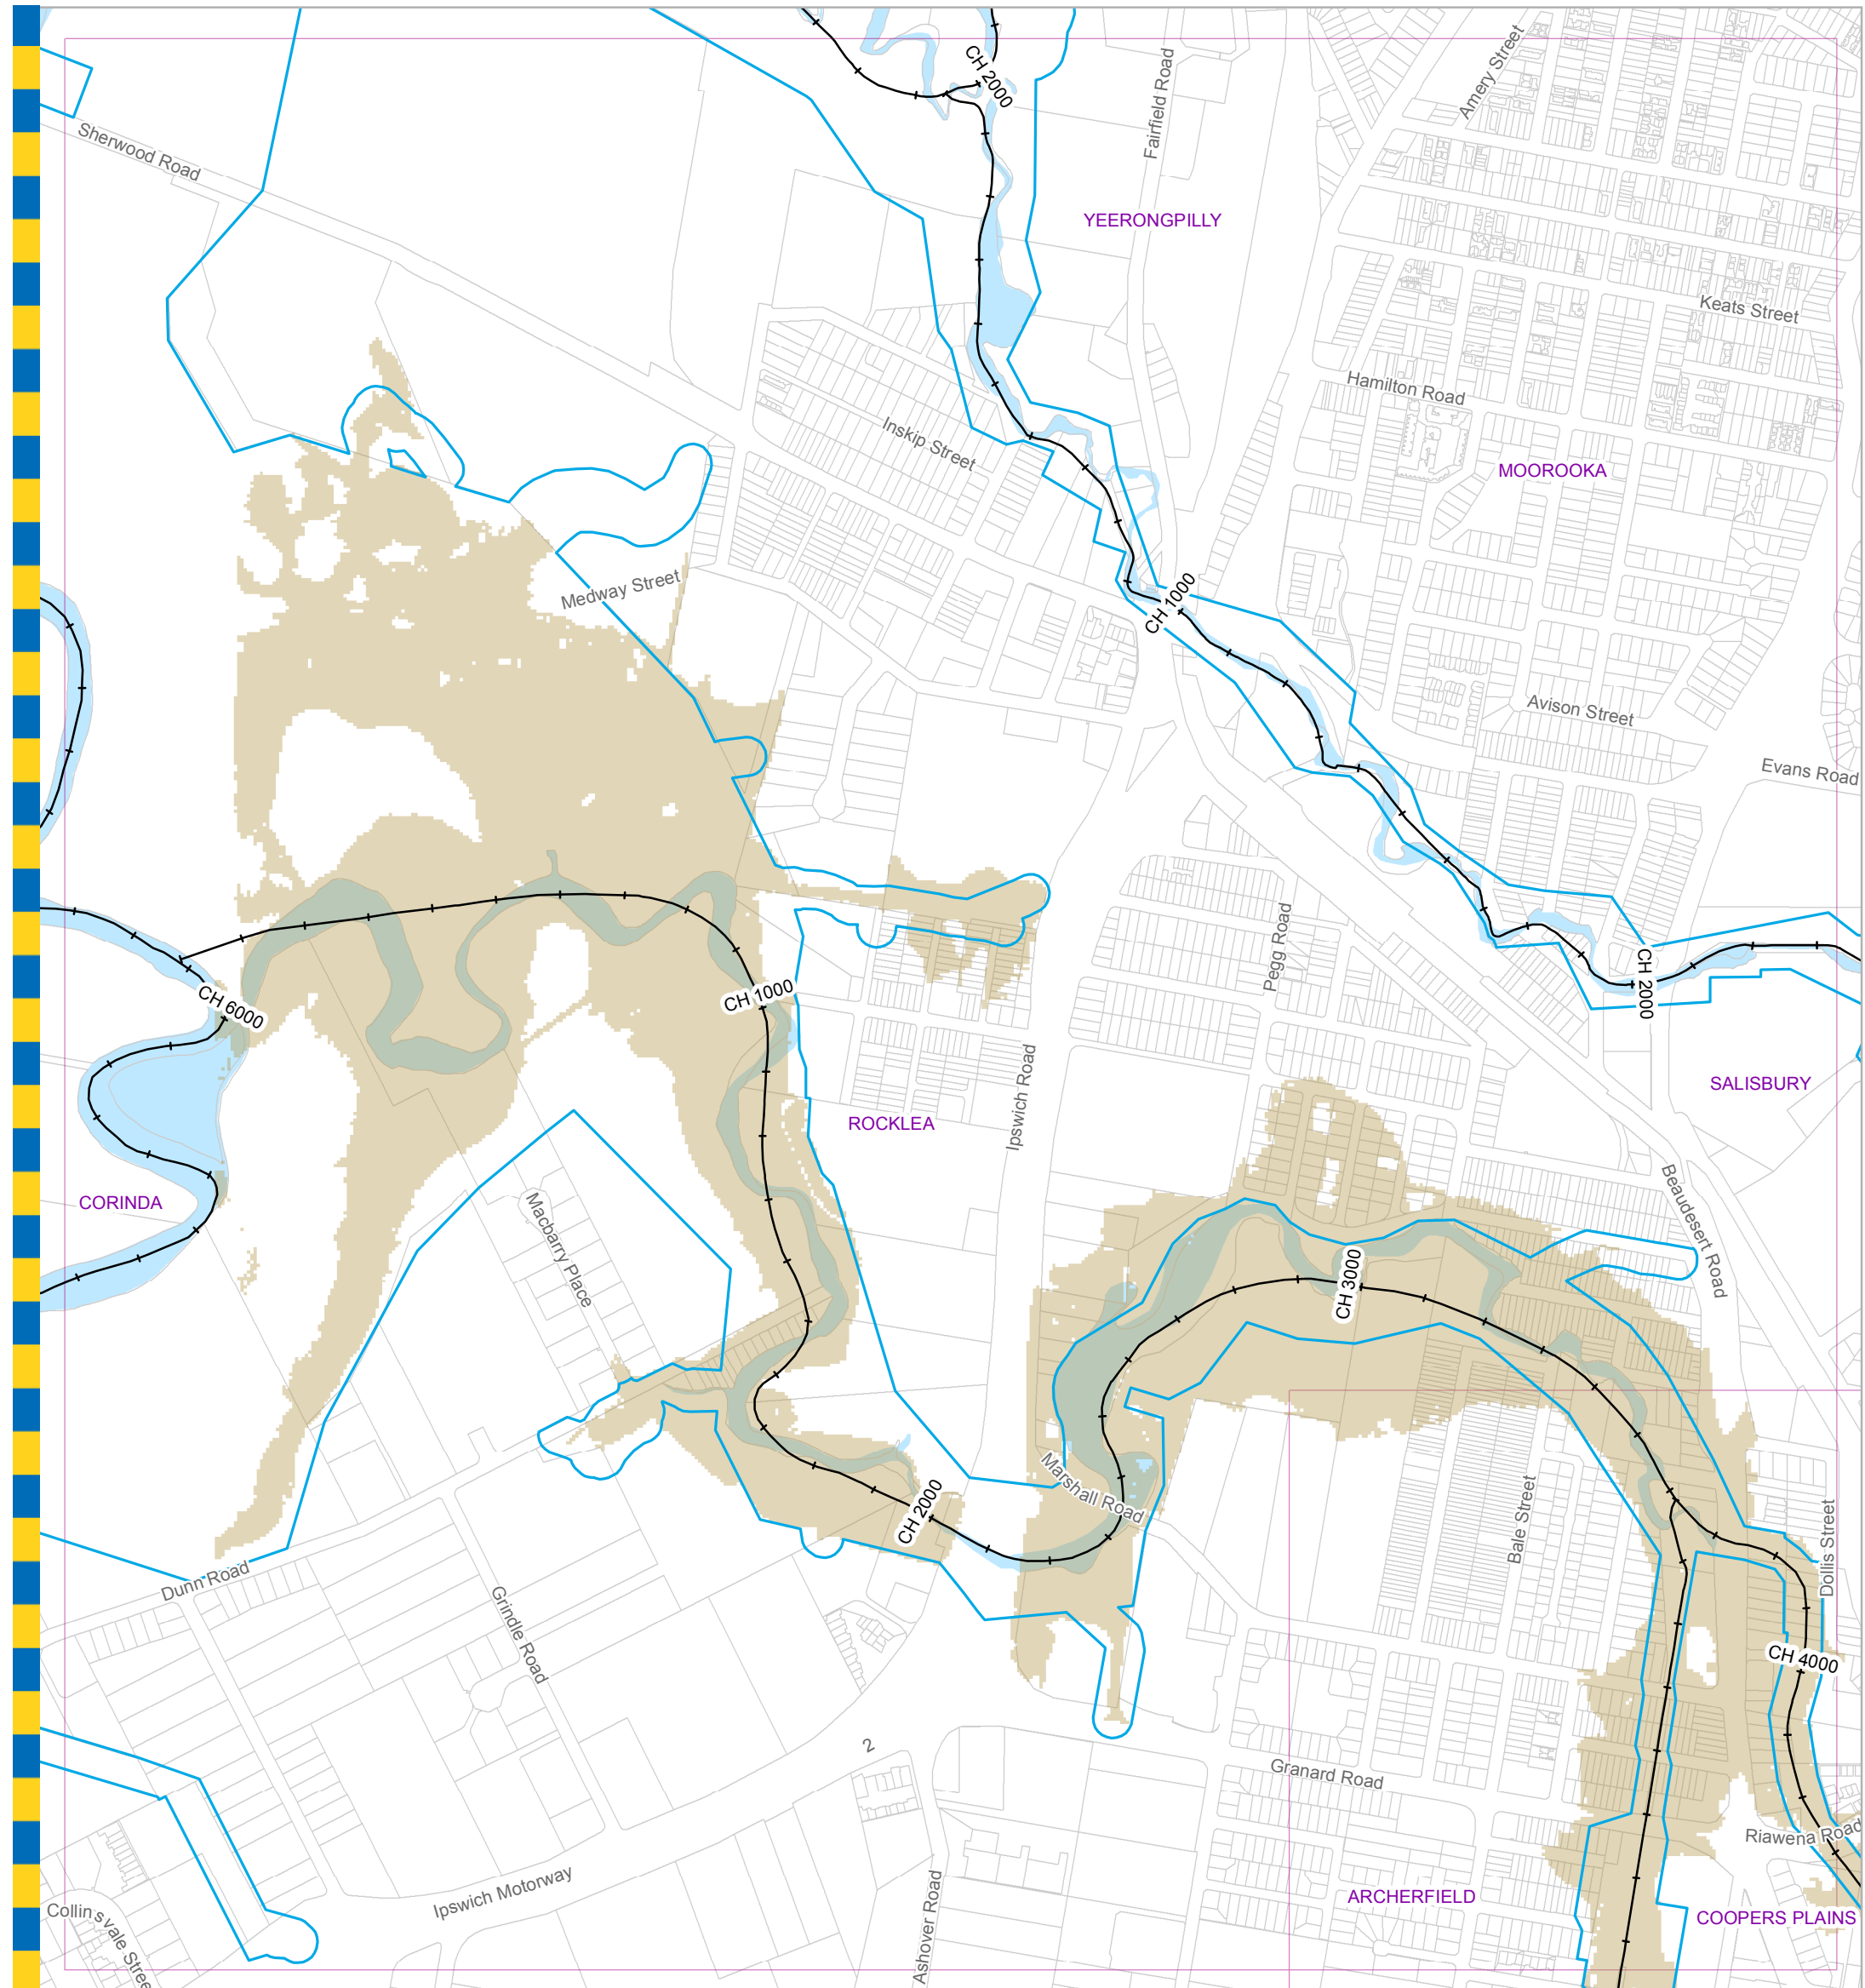 CH 2000
Amery Street
Fairfield Road
Sherwood Road
YEERONGPILLY
Keats Street
Hamilton Road
Inskip Street
MOOROOKA
Medway Street
CH 1000
Avison Street
Evans Road
Pegg Road
CH 2000
CH 1000
CH 6000
SALISBURY
Ipswich Road
ROCKLEA
CORINDA
Macbarry Place
Beaudesert Road
CH 3000
Marshall Road
CH 2000
Bale Street
Dollis Street
Dunn Road
Grindle Road
CH 4000
2
Granard Road
Riawena Road
Ipswich Motorway
ARCHERFIELD
Collinsvale Stree
Ashover Road
COOPERS PLAINS